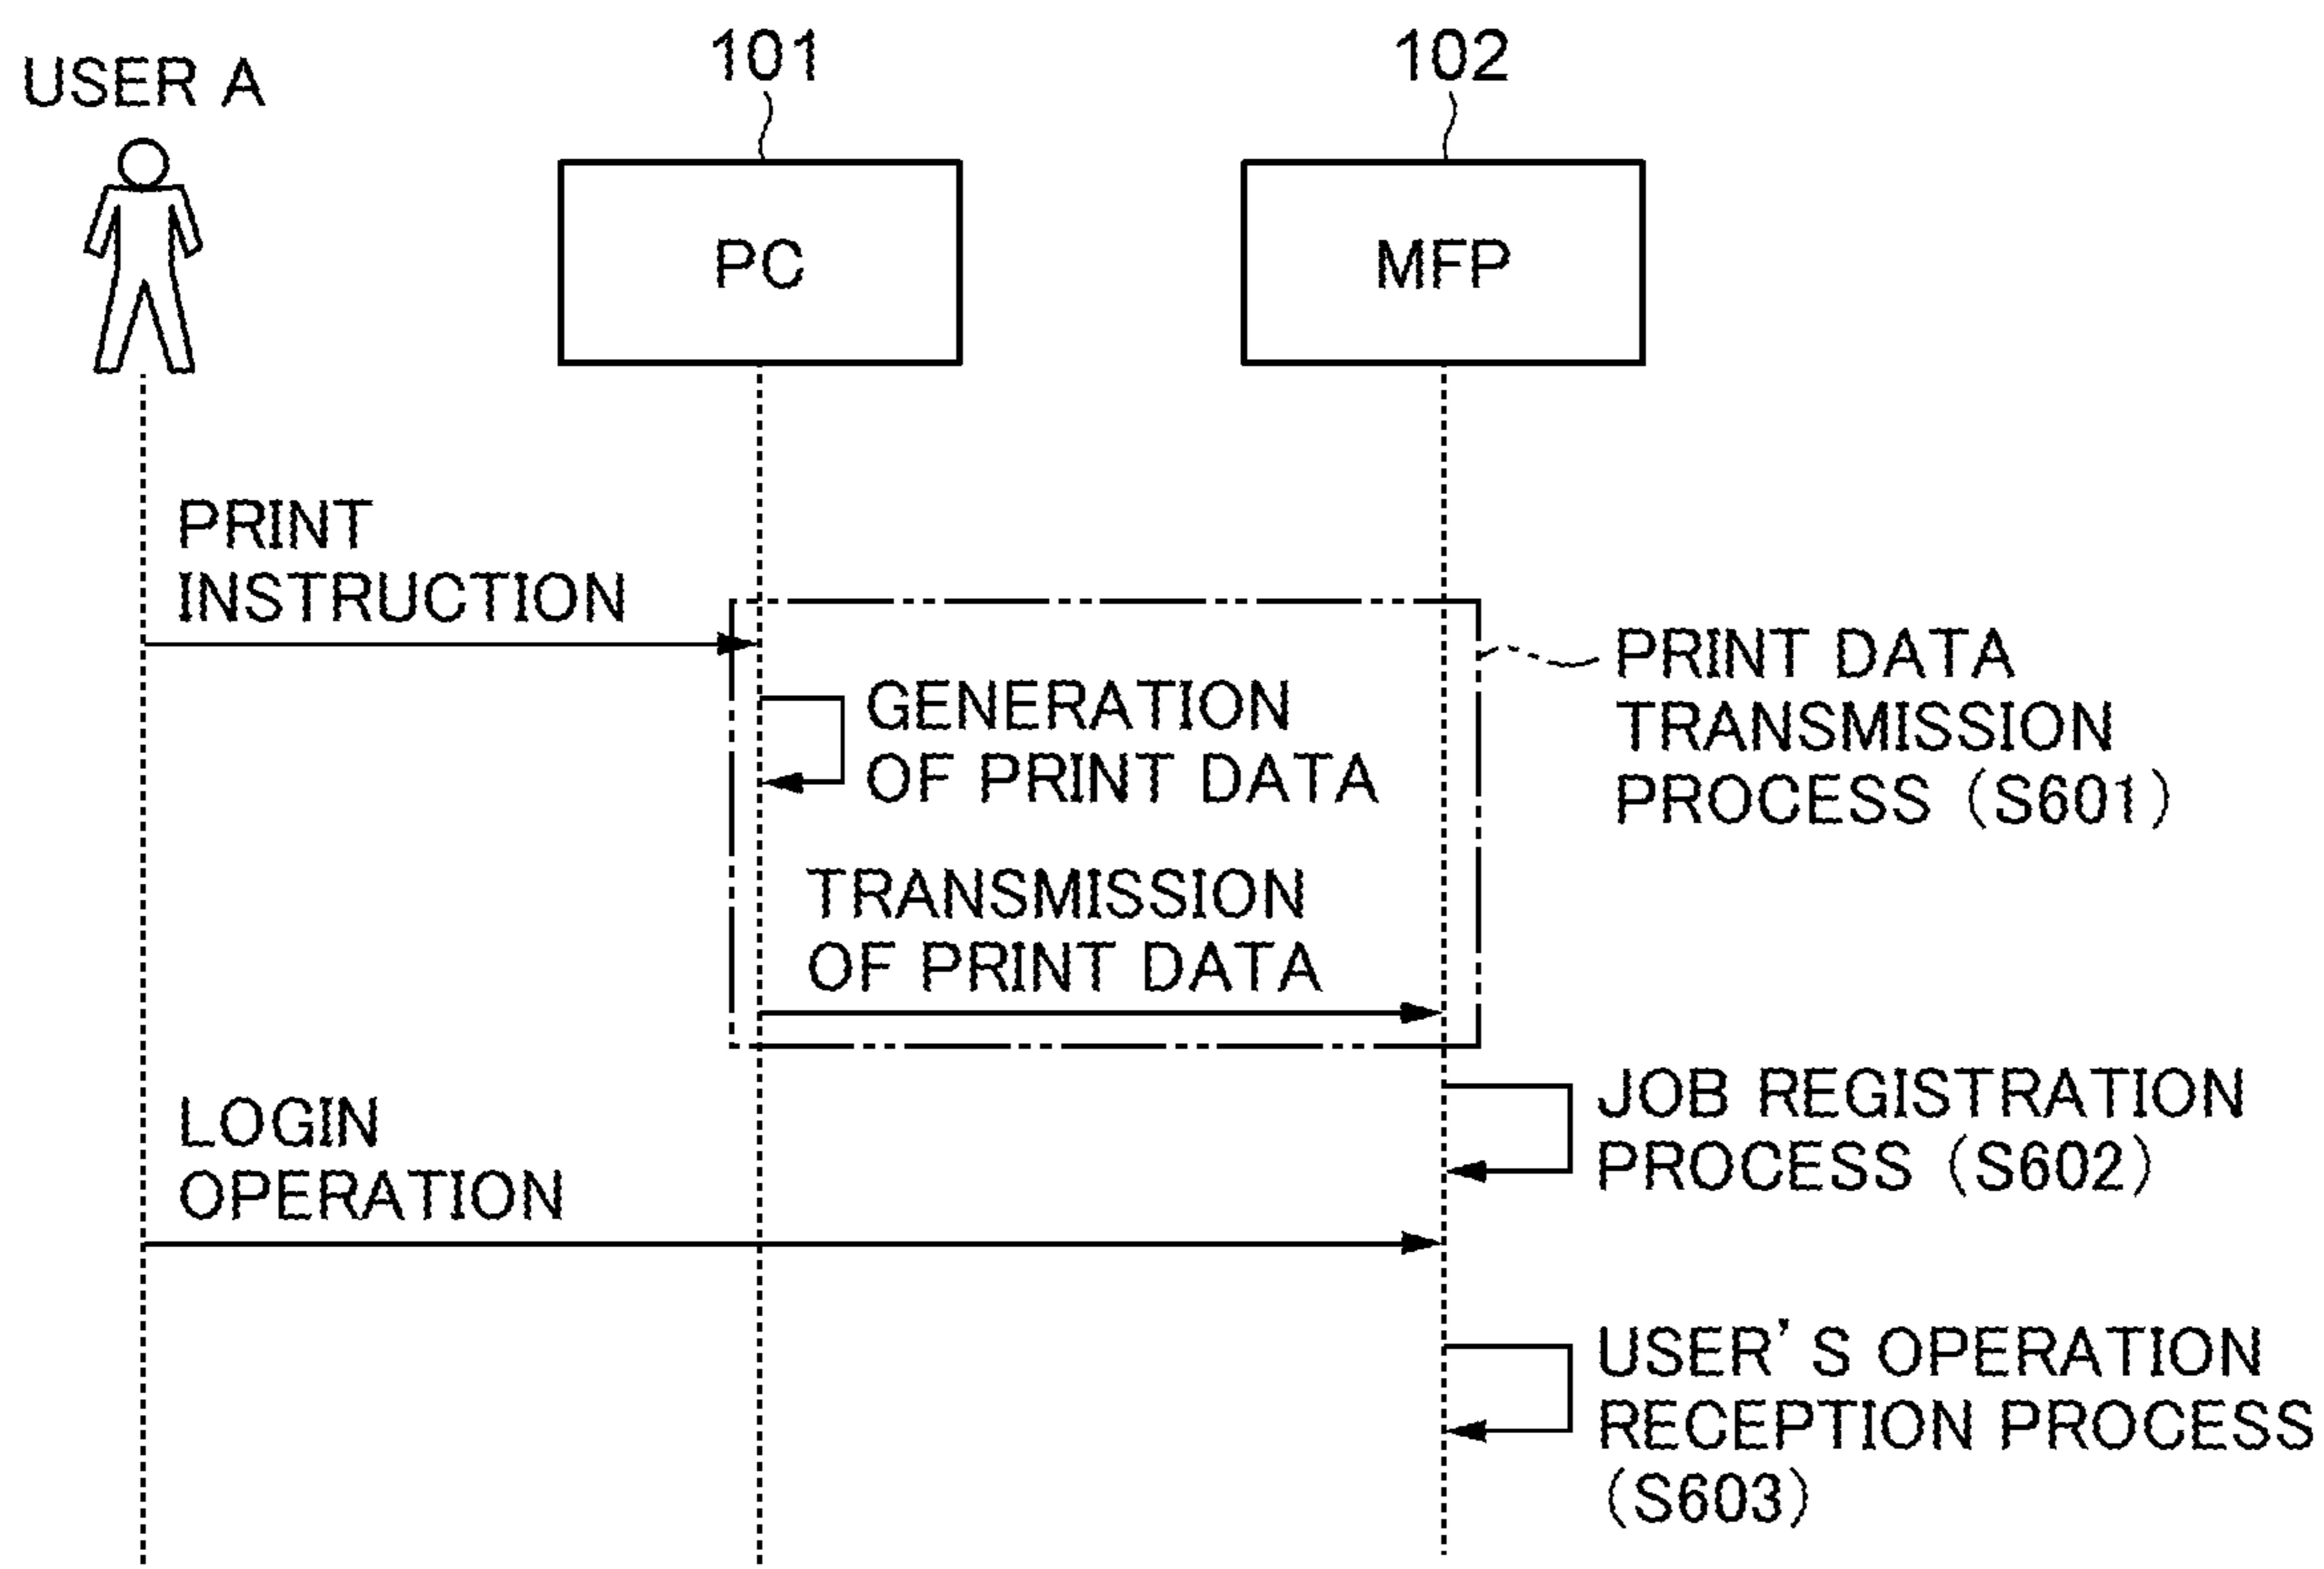 101
102
USER A
PC
MFP
PRINT
INSTRUCTION
PRINT DATA
TRANSMISSION
PROCESS (S601)
GENERATION
OF PRINT DATA
TRANSMISSION
OF PRINT DATA
JOB REGISTRATION
PROCESS (S602)
LOGIN
OPERATION
USER'S OPERATION
RECEPTION PROCESS
(S603)